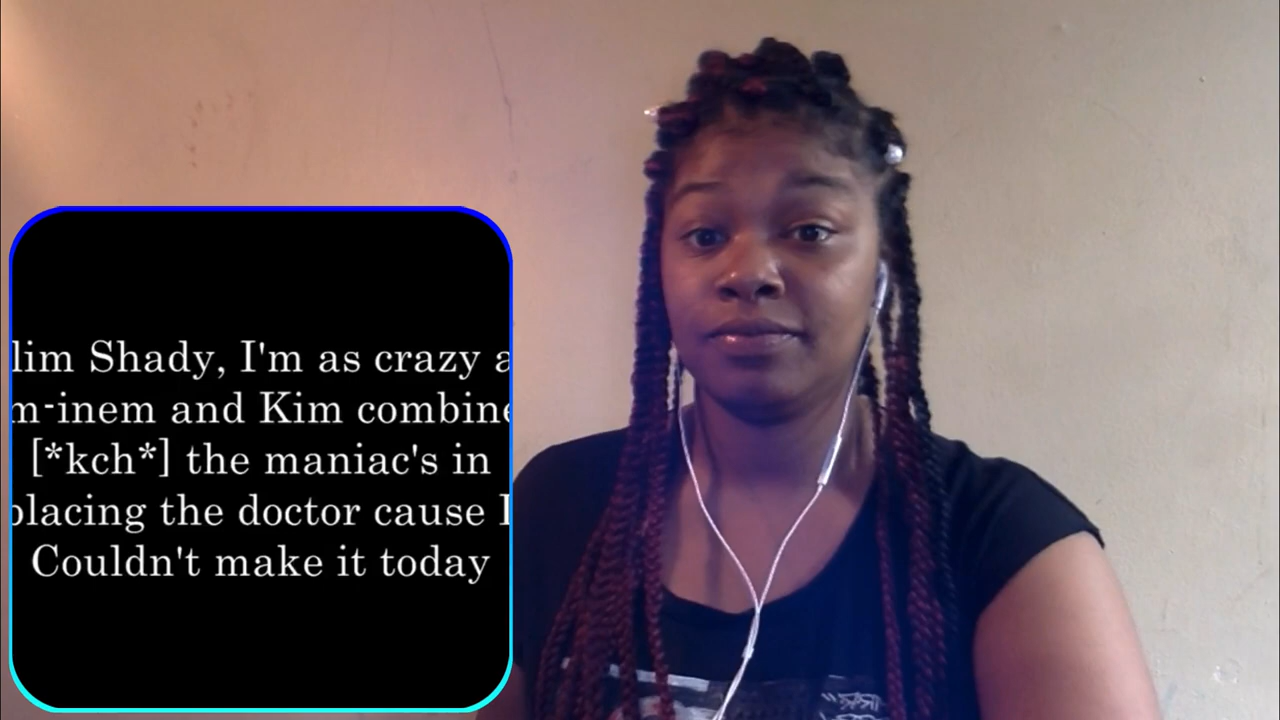 lim Shady, I'm as crazy a
m-inem and Kim combine
[*kch*] the maniac's in
placing the doctor cause
Couldn't make it today